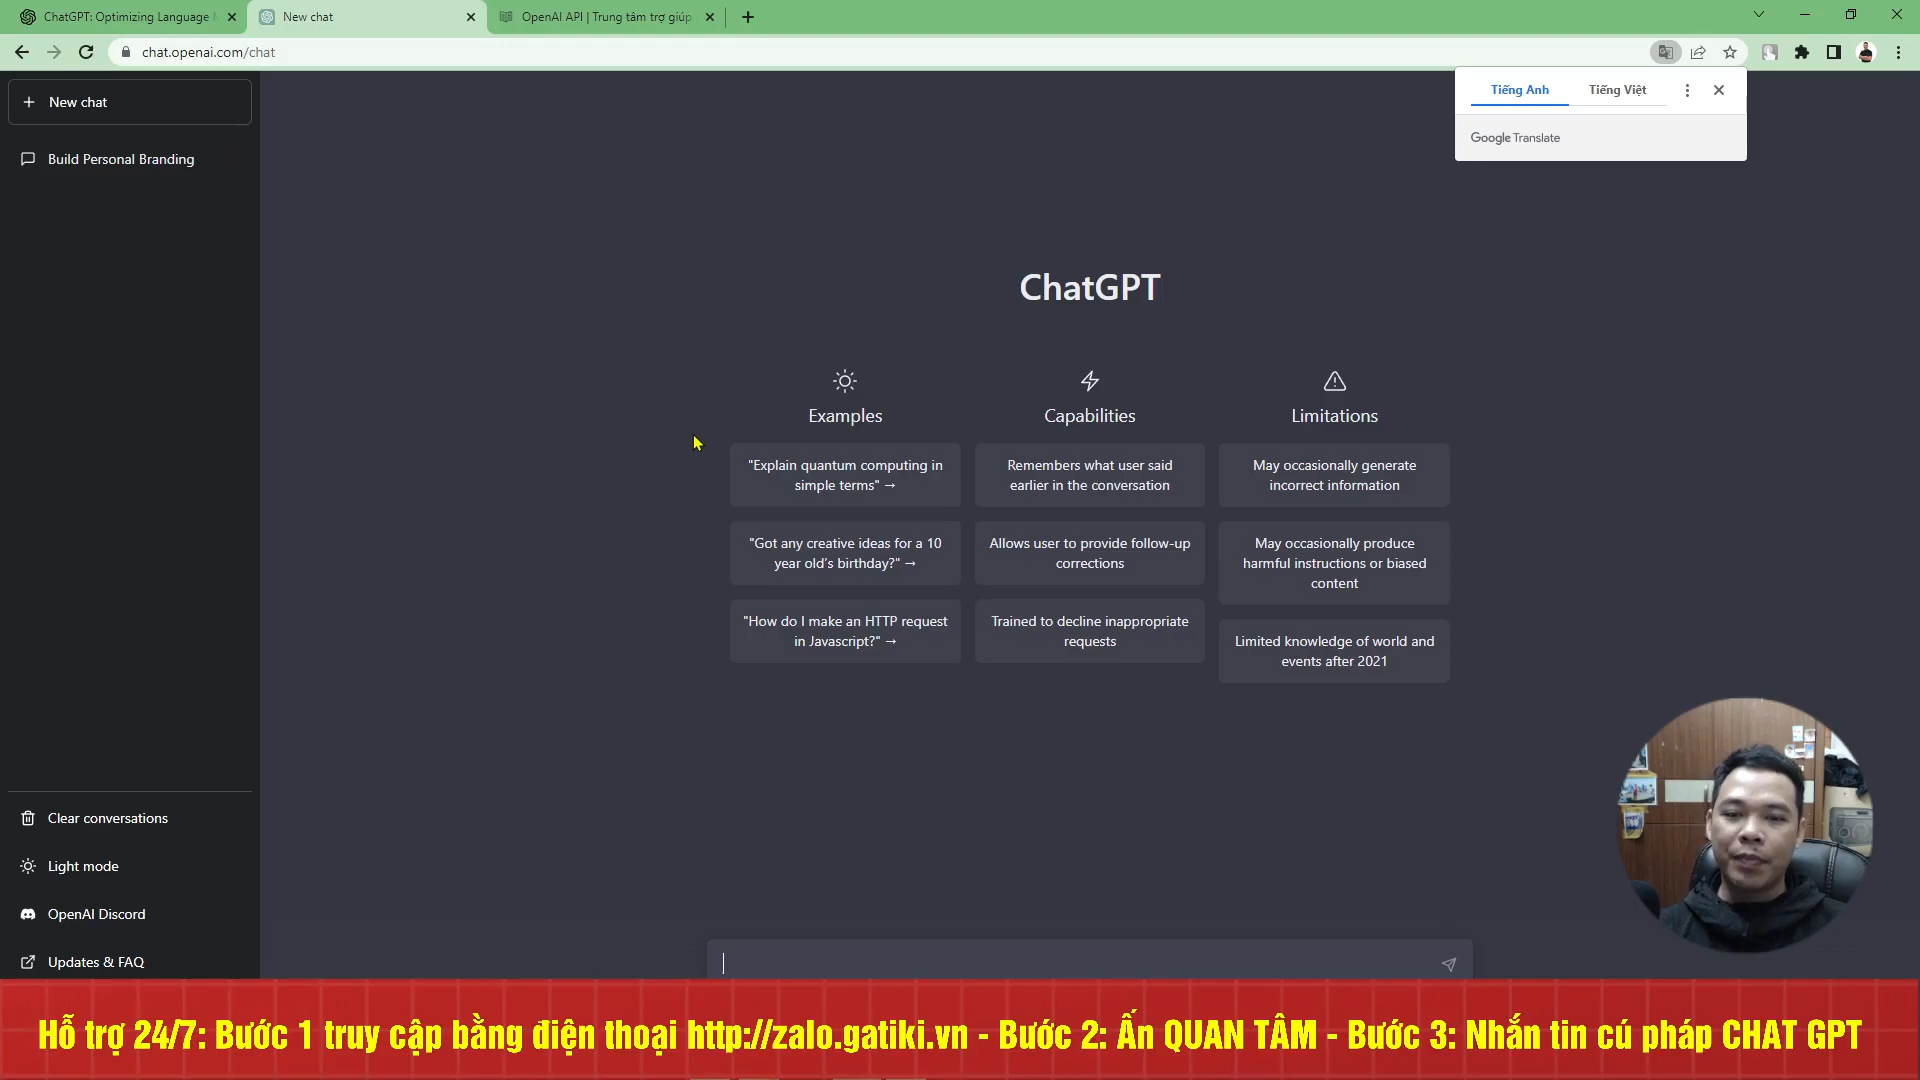 ChatGPT: Optimizing Language
New chat
OpenAI API | Trung tâm trợ giúp
chat.openai.com/chat
Tiếng Anh
Tiếng Việt
Google Translate
New chat
Build Personal Branding
ChatGPT
Examples
"Explain quantum computing in
simple terms" →
"Got any creative ideas for a 10
year old's birthday?" →
"How do I make an HTTP request
in Javascript?" →
Capabilities
Remembers what user said
earlier in the conversation
Allows user to provide follow-up
corrections
Trained to decline inappropriate
requests
Limitations
May occasionally generate
incorrect information
May occasionally produce
harmful instructions or biased
content
Limited knowledge of world and
events after 2021
Clear conversations
Light mode
OpenAI Discord
Updates & FAQ
Hỗ trợ 24/7: Bước 1 truy cập bằng điện thoại http://zalo.gatiki.vn - Bước 2: Ấn QUAN TÂM - Bước 3: Nhắn tin cú pháp CHAT GPT